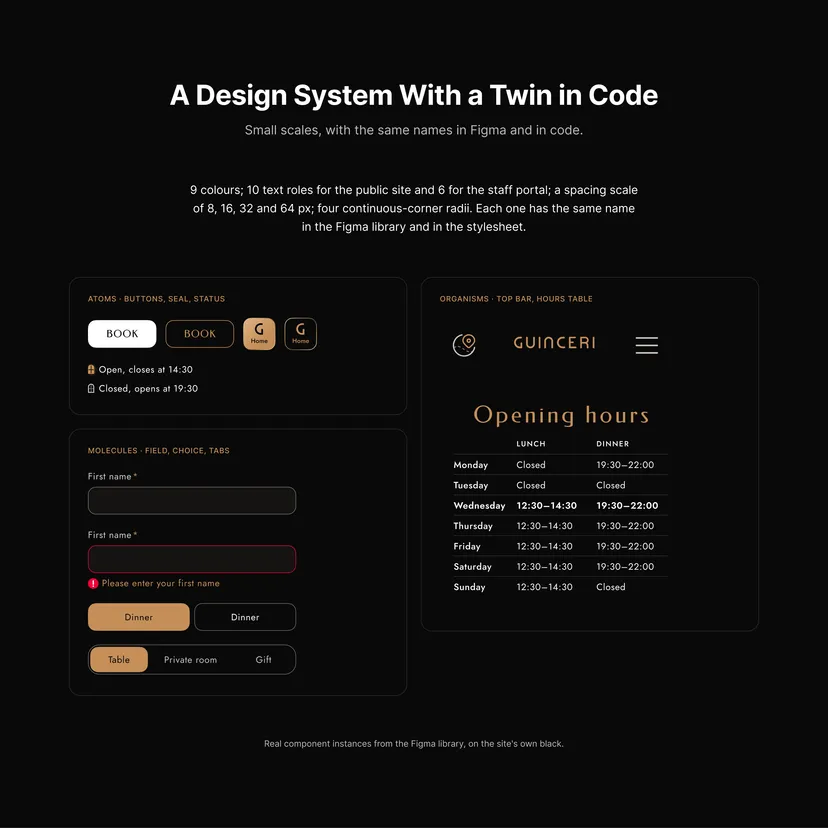 A Design System With a Twin in Code
Small scales, with the same names in Figma and in code.
9 colours; 10 text roles for the public site and 6 for the staff portal; a spacing scale
of 8, 16, 32 and 64 px; four continuous-corner radii. Each one has the same name
in the Figma library and in the stylesheet.
ATOMS · BUTTONS, SEAL, STATUS
BOOK BOOK G Home G Home
Open, closes at 14:30
Closed, opens at 19:30
MOLECULES · FIELD, CHOICE, TABS
First name *
First name *
! Please enter your first name
Dinner Dinner
Table Private room Gift
ORGANISMS · TOP BAR, HOURS TABLE
GUINCERI
Opening hours
LUNCH DINNER
Monday Closed 19:30–22:00
Tuesday Closed Closed
Wednesday 12:30–14:30 19:30–22:00
Thursday 12:30–14:30 19:30–22:00
Friday 12:30–14:30 19:30–22:00
Saturday 12:30–14:30 19:30–22:00
Sunday 12:30–14:30 Closed
Real component instances from the Figma library, on the site's own black.